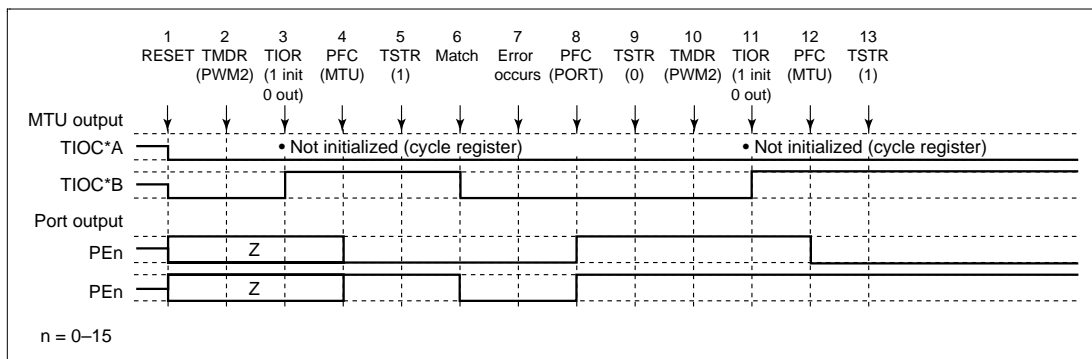 1 2 3 4 5 6 7 8 9 10 11 12 13
RESET TMDR TIOR PFC TSTR Match Error PFC TSTR TMDR TIOR PFC TSTR
(PWM2) (1 init (MTU) (1) occurs (PORT) (0) (PWM2) (1 init (MTU) (1)
0 out) 0 out)
MTU output
TIOC*A • Not initialized (cycle register) • Not initialized (cycle register)
TIOC*B
Port output
PEn Z
PEn Z
n = 0–15